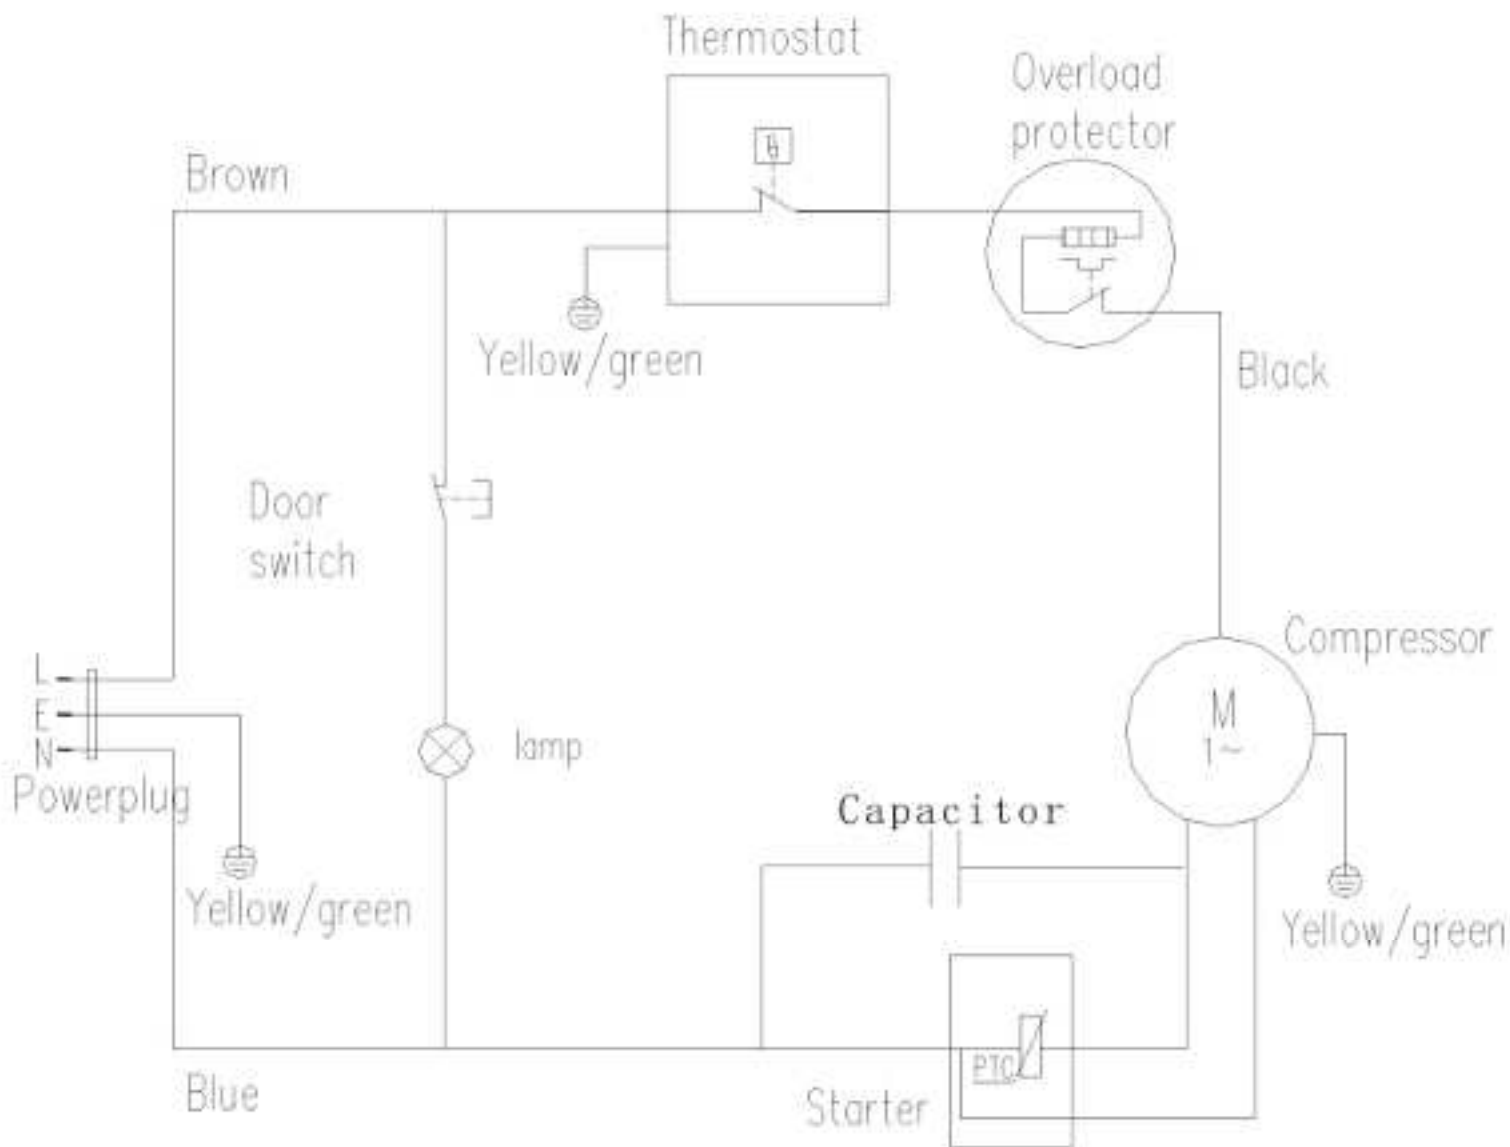 Thermostat
Overload
protector
Brown
Yellow/green
Black
Door
switch
Compressor
L
E
N
Powerplug
lamp
M
1~
Capacitor
Yellow/green
Yellow/green
PTC
Blue
Starter